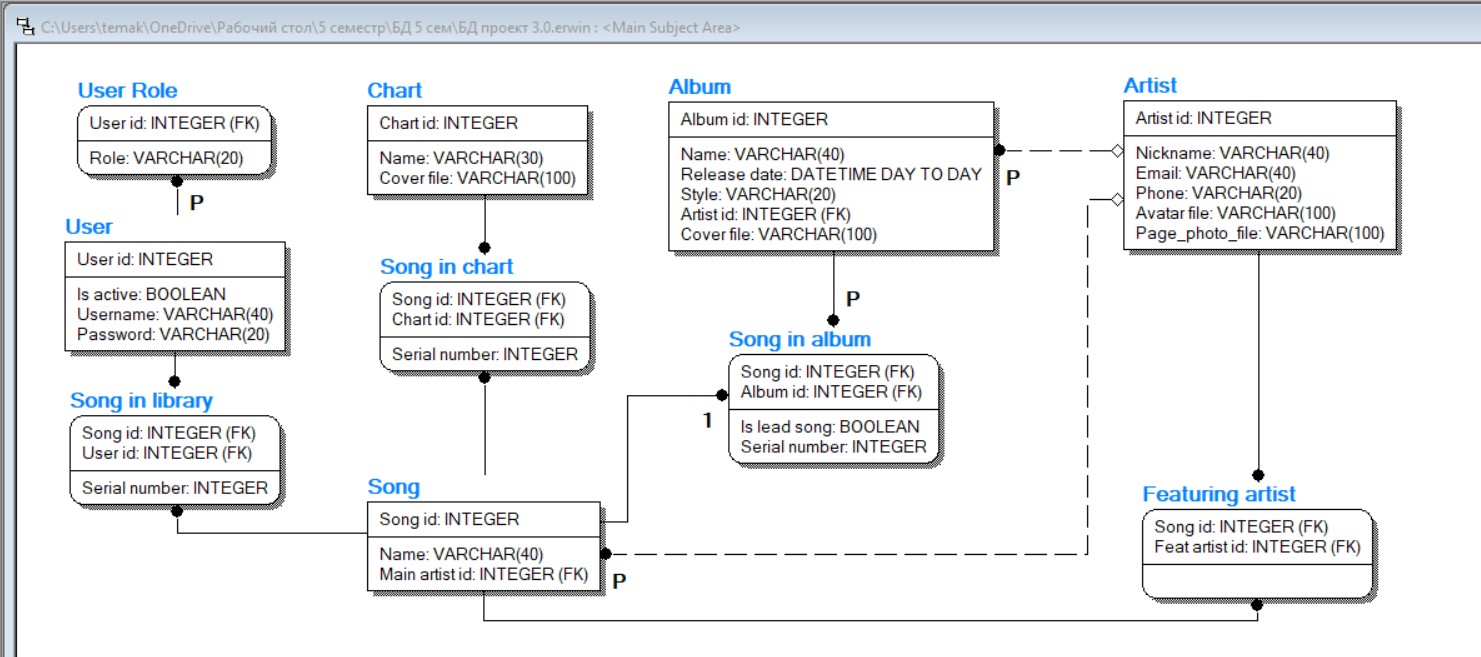 C:\Users\temak\OneDrive\Рабочий стол\5 семестр\БД 5 сем\БД проект 3.0.erwin : <Main Subject Area>
User Role
User id: INTEGER (FK)
Role: VARCHAR(20)
P
User
User id: INTEGER
Is active: BOOLEAN
Username: VARCHAR(40)
Password: VARCHAR(20)
Song in library
Song id: INTEGER (FK)
User id: INTEGER (FK)
Serial number: INTEGER
Chart
Chart id: INTEGER
Name: VARCHAR(30)
Cover file: VARCHAR(100)
Song in chart
Song id: INTEGER (FK)
Chart id: INTEGER (FK)
Serial number: INTEGER
Song
Song id: INTEGER
Name: VARCHAR(40)
Main artist id: INTEGER (FK)
P
Album
Album id: INTEGER
Name: VARCHAR(40)
Release date: DATETIME DAY TO DAY
Style: VARCHAR(20)
Artist id: INTEGER (FK)
Cover file: VARCHAR(100)
P
P
Song in album
Song id: INTEGER (FK)
Album id: INTEGER (FK)
Is lead song: BOOLEAN
Serial number: INTEGER
1
Artist
Artist id: INTEGER
Nickname: VARCHAR(40)
Email: VARCHAR(40)
Phone: VARCHAR(20)
Avatar file: VARCHAR(100)
Page_photo_file: VARCHAR(100)
Featuring artist
Song id: INTEGER (FK)
Feat artist id: INTEGER (FK)